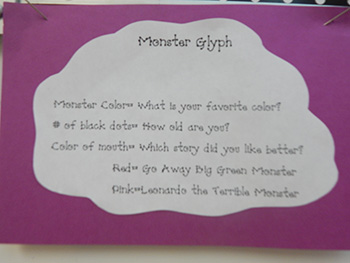 Monster Glyph
Monster Color= What is your favorite color?
# of black dots= How old are you?
Color of mouth= Which story did you like better?
Red= Go Away Big Green Monster
Pink=Leonardo the Terrible Monster